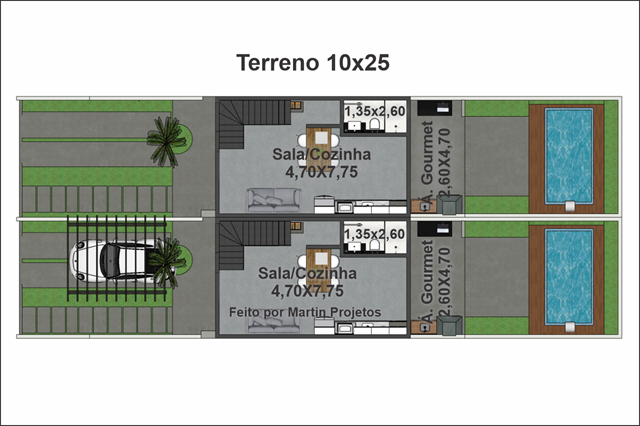 Terreno 10x25
1,35x2,60
Sala/Cozinha
4,70X7,75
Á. Gourmet
2,60X4,70
1,35x2,60
Sala/Cozinha
4,70X7,75
Feito por Martin Projetos
Á. Gourmet
2,60X4,70